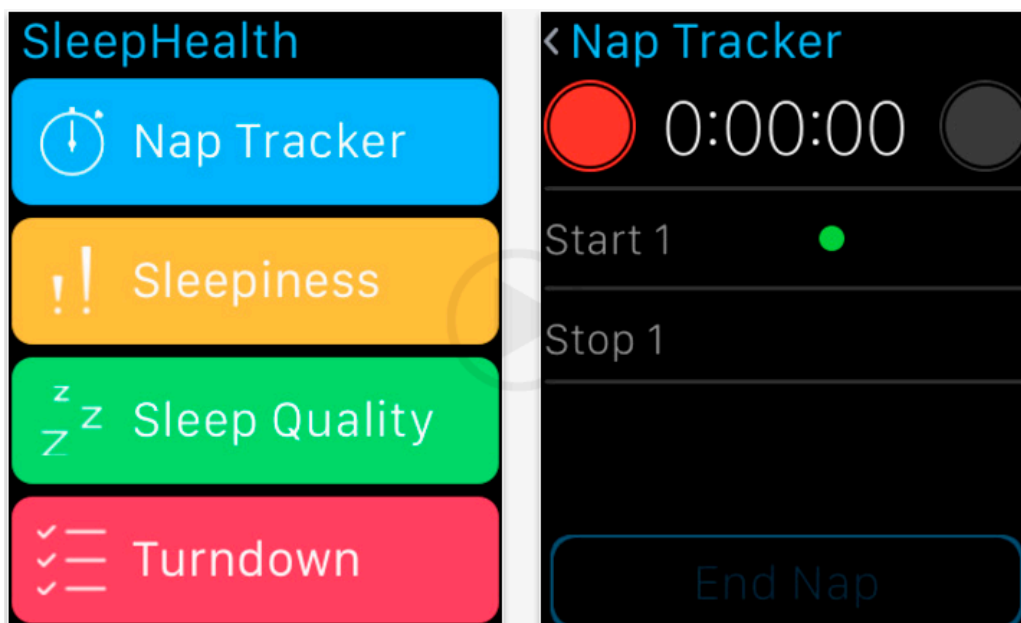 SleepHealth
Nap Tracker
Sleepiness
Sleep Quality
Turndown
Nap Tracker
0:00:00
Start 1
Stop 1
End Nap